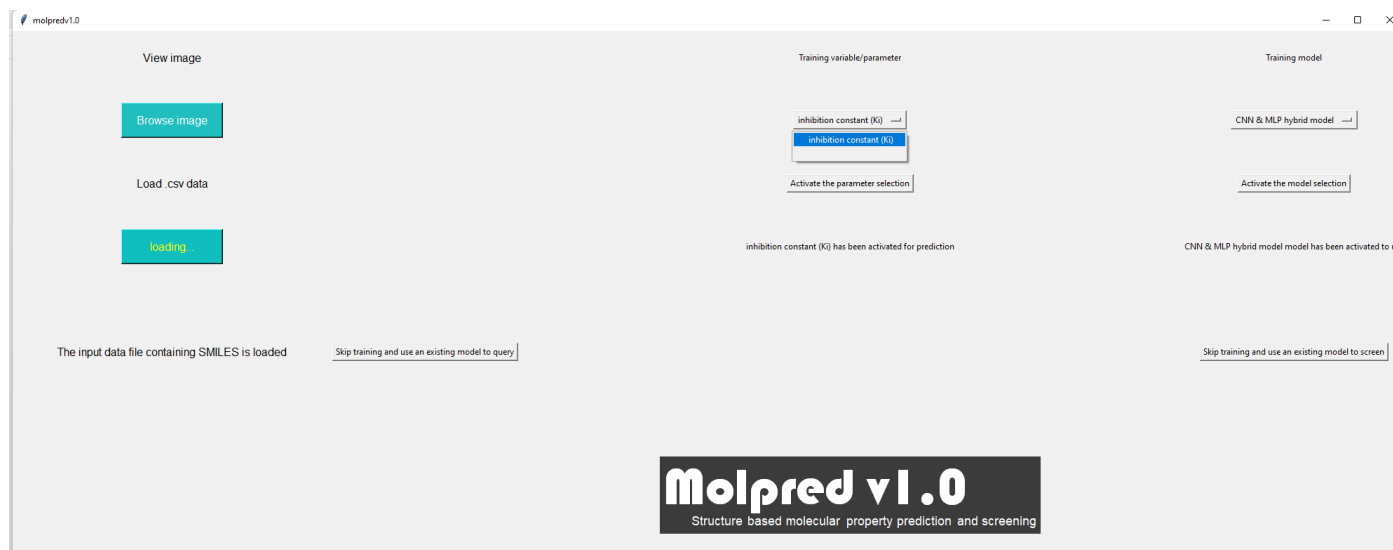 molpredv1.0
View image
Training variable/parameter
Training model
Browse image
inhibition constant (Ki)
CNN & MLP hybrid model
inhibition constant (Ki)
Load .csv data
Activate the parameter selection
Activate the model selection
loading...
inhibition constant (Ki) has been activated for prediction
CNN & MLP hybrid model model has been activated to
The input data file containing SMILES is loaded
Skip training and use an existing model to query
Skip training and use an existing model to screen
Molpred v1.0
Structure based molecular property prediction and screening